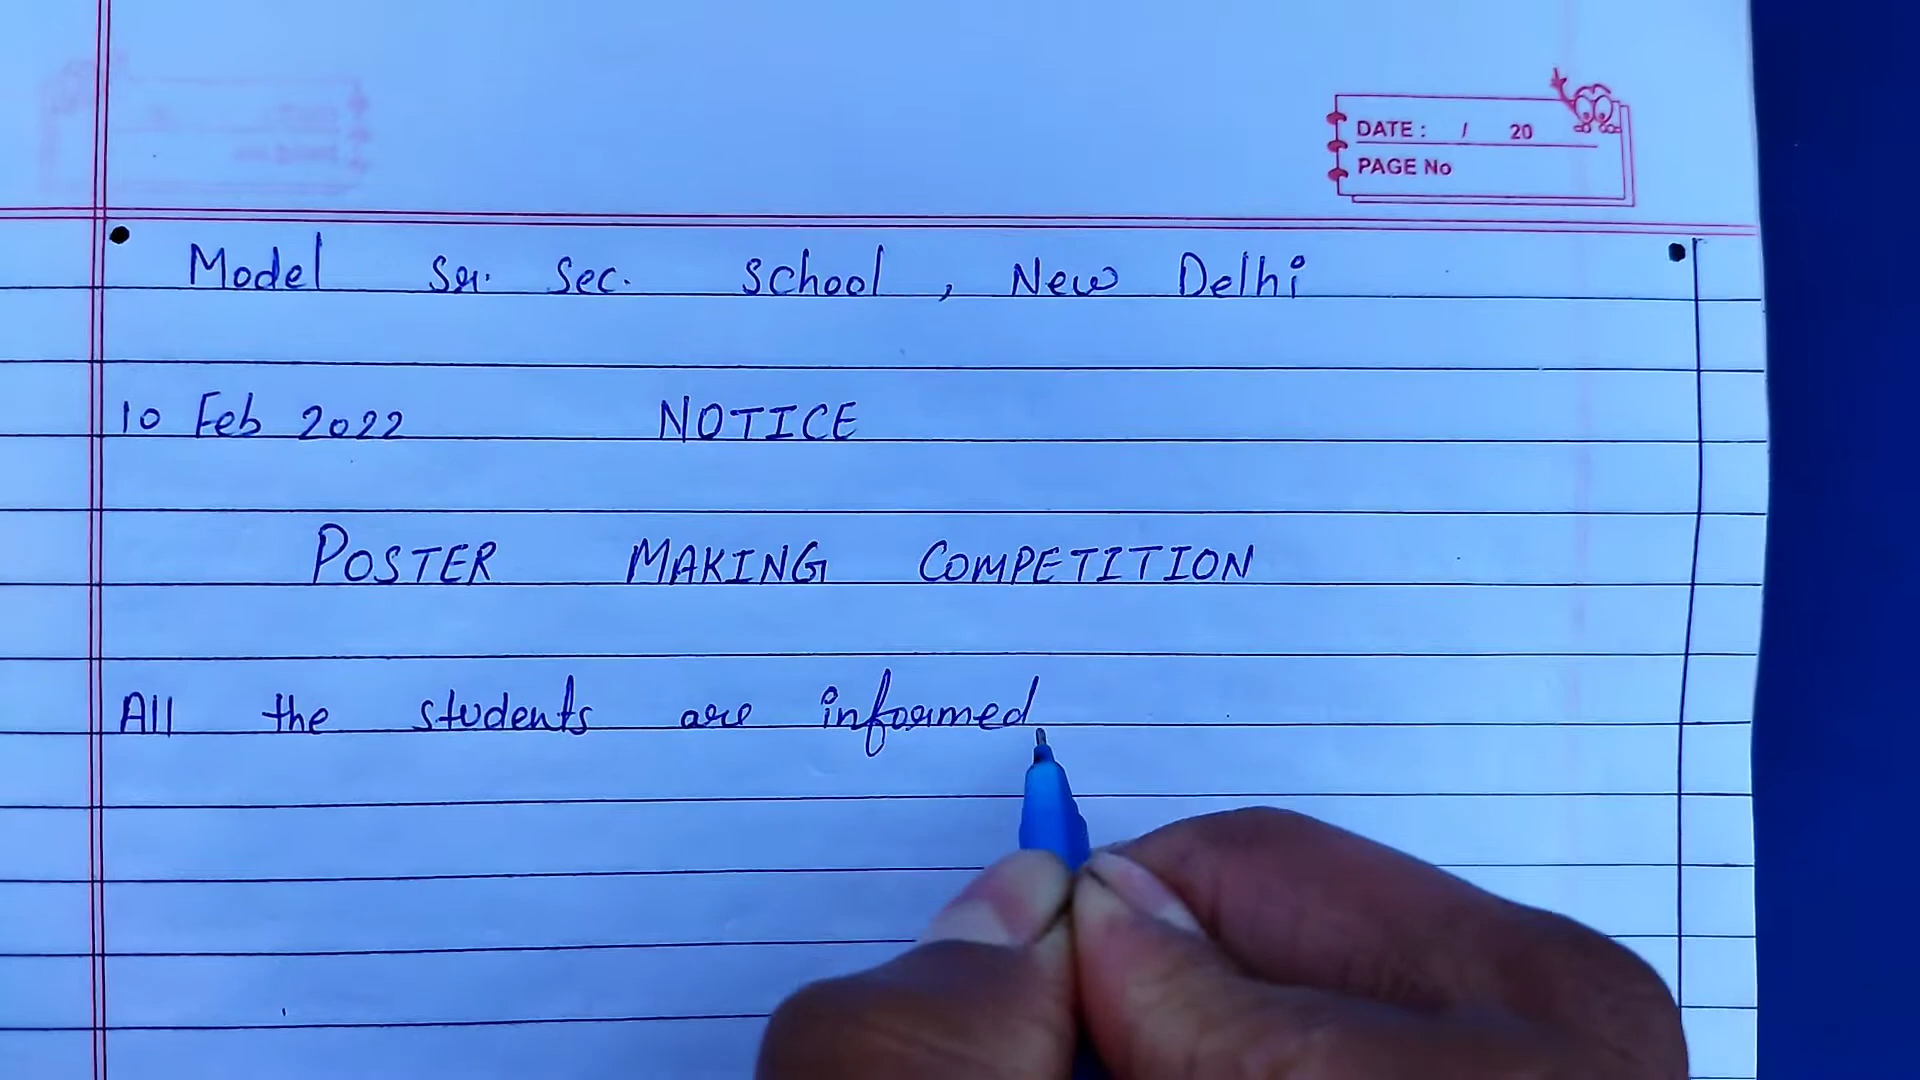 DATE : / 20
PAGE No
Model Sr. Sec. School, New Delhi
10 Feb 2022 NOTICE
POSTER MAKING COMPETITION
All the students are informed